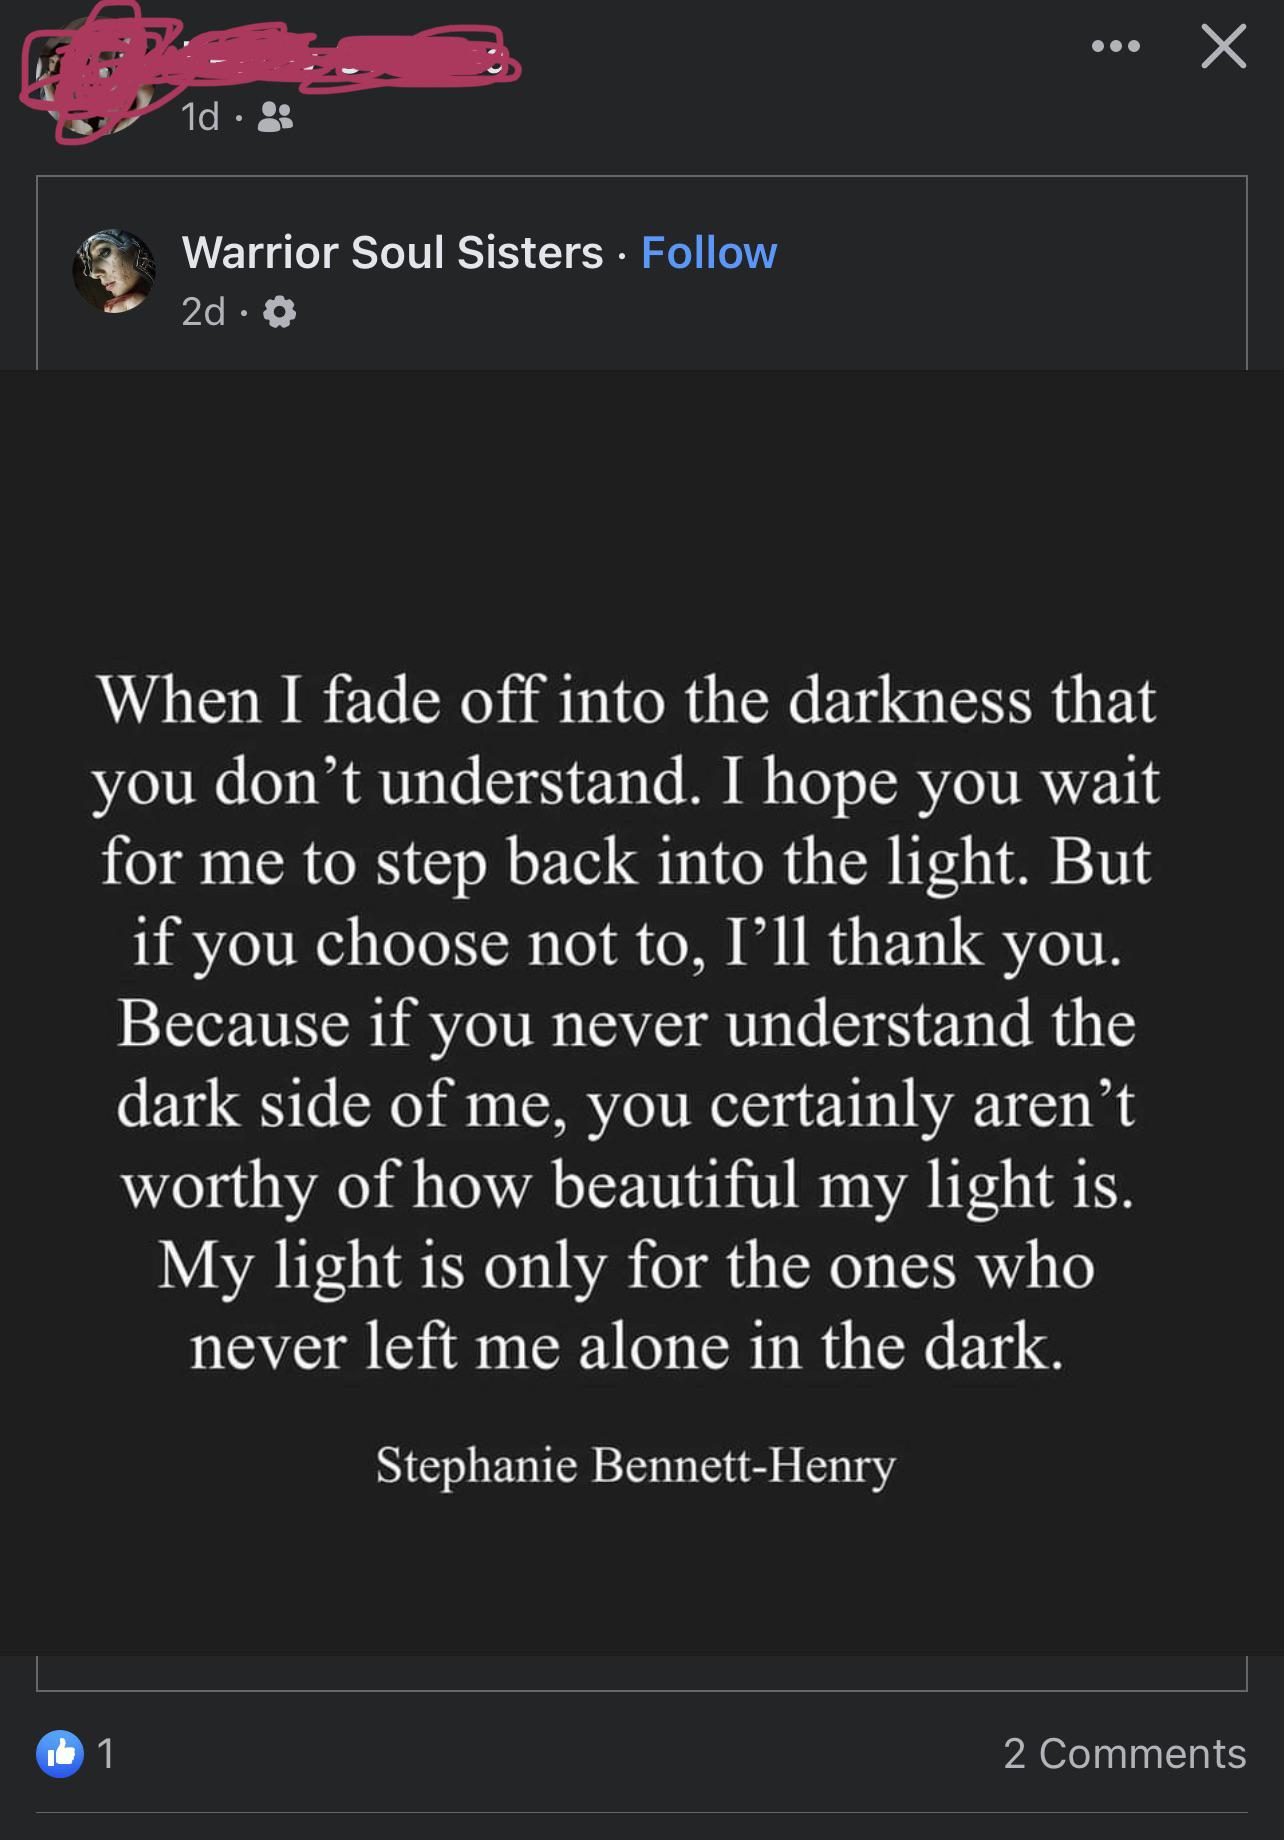 1d ·
Warrior Soul Sisters · Follow
2d ·
When I fade off into the darkness that
you don’t understand. I hope you wait
for me to step back into the light. But
if you choose not to, I’ll thank you.
Because if you never understand the
dark side of me, you certainly aren’t
worthy of how beautiful my light is.
My light is only for the ones who
never left me alone in the dark.
Stephanie Bennett-Henry
1
2 Comments